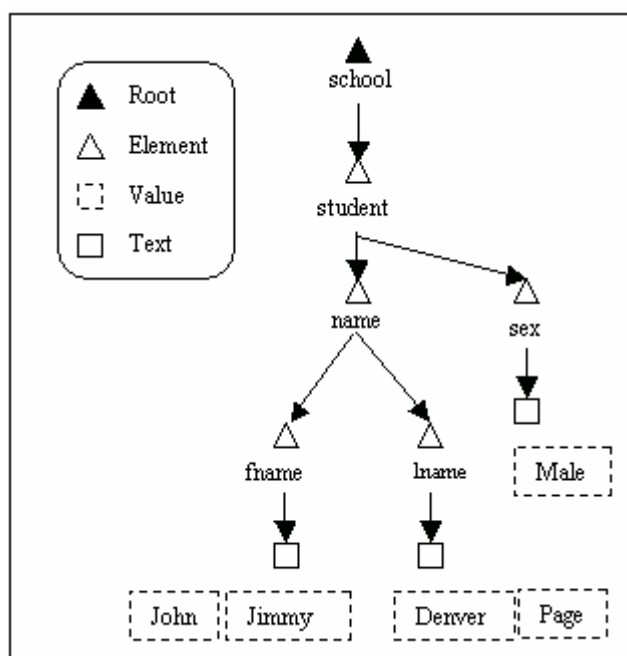 school
Root
Element
Value
Text
student
name
sex
fname
lname
Male
John Jimmy Denver Page